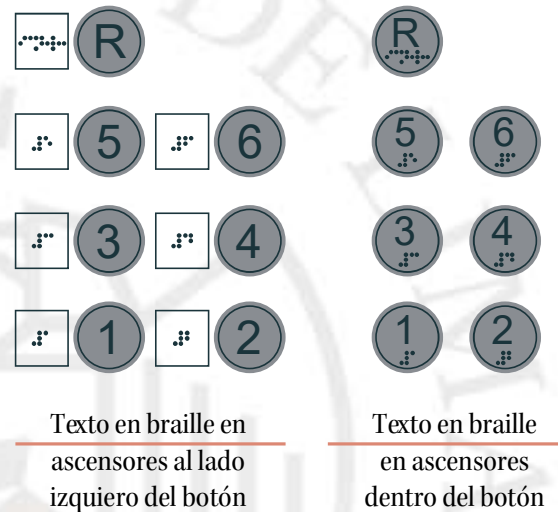 R
5 6
3 4
1 2
Texto en braille en
ascensores al lado
izquiero del botón
R
5 6
3 4
1 2
Texto en braille
en ascensores
dentro del botón